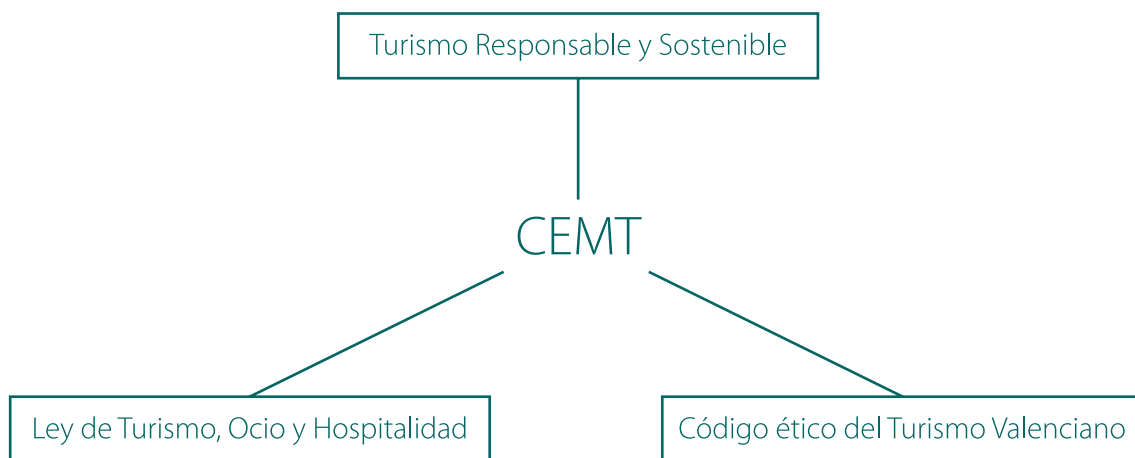 Turismo Responsable y Sostenible
CEMT
Ley de Turismo, Ocio y Hospitalidad
Código ético del Turismo Valenciano